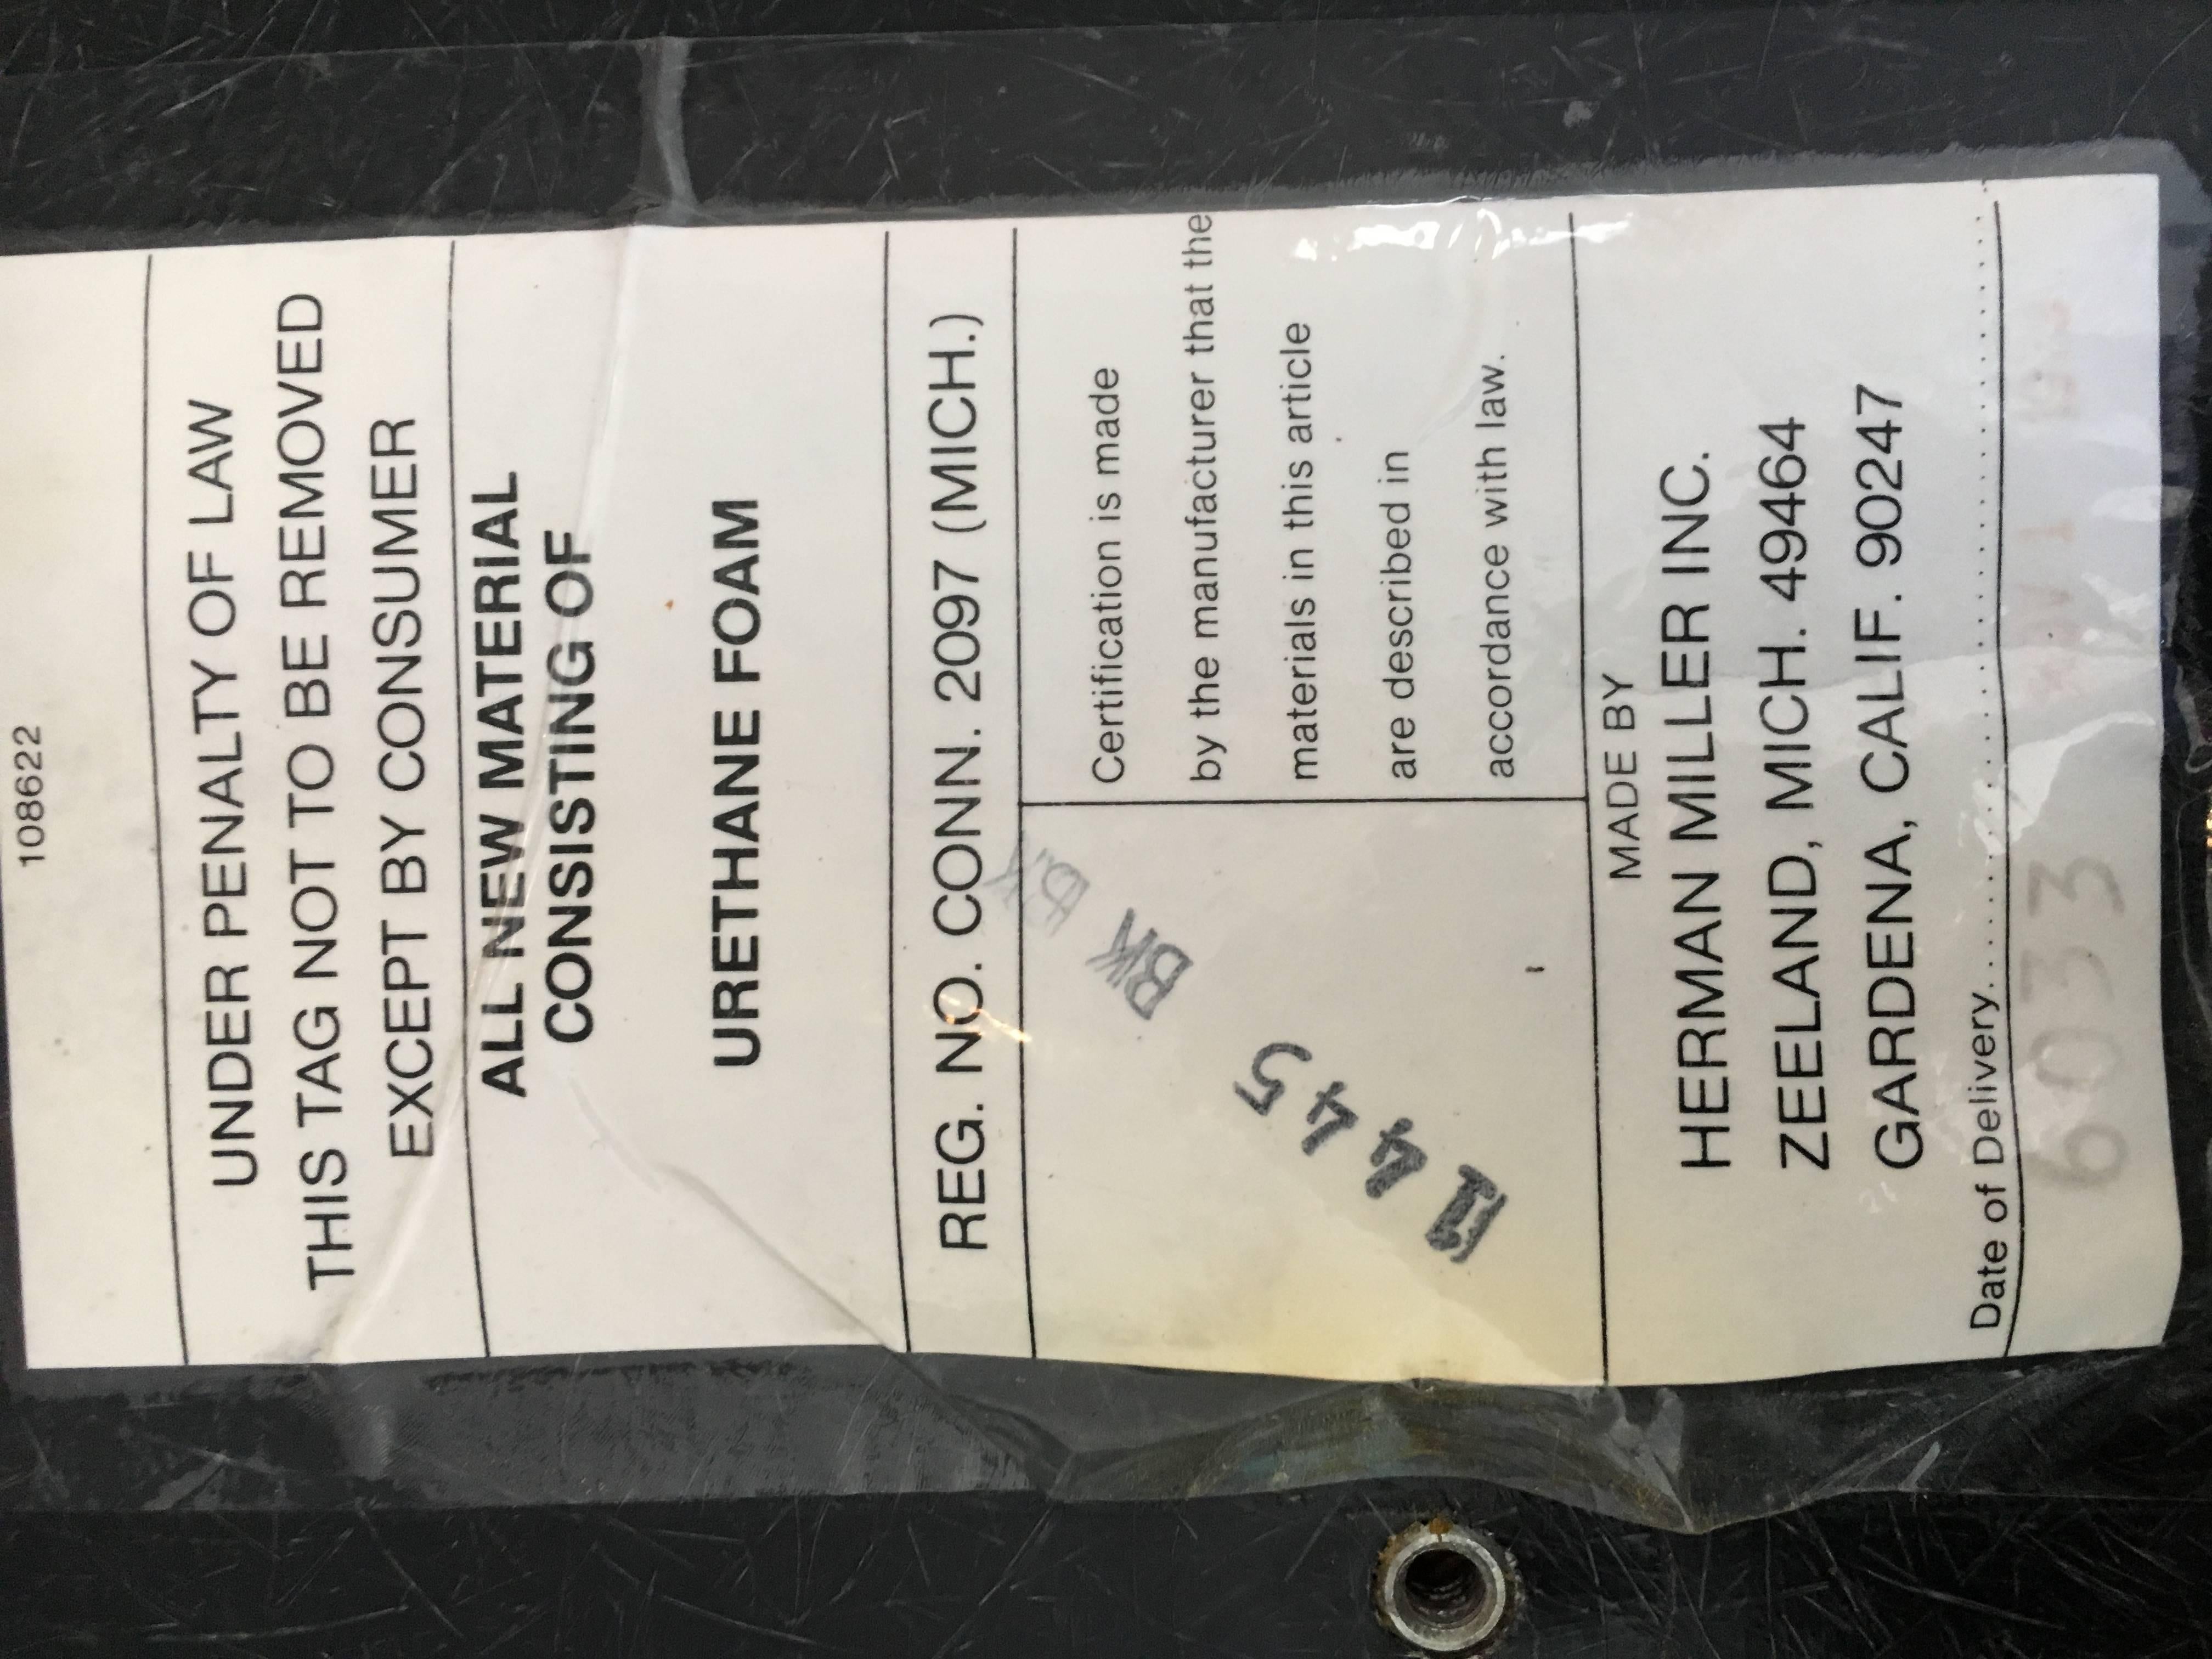 108622
UNDER PENALTY OF LAW
THIS TAG NOT TO BE REMOVED
EXCEPT BY CONSUMER
ALL NEW MATERIAL
CONSISTING OF
URETHANE FOAM
REG. NO. CONN. 2097 (MICH.)
BK BK
11445
Certification is made
by the manufacturer that the
materials in this article
are described in
accordance with law.
MADE BY
HERMAN MILLER INC.
ZEELAND, MICH. 49464
GARDENA, CALIF. 90247
Date of Delivery
6033